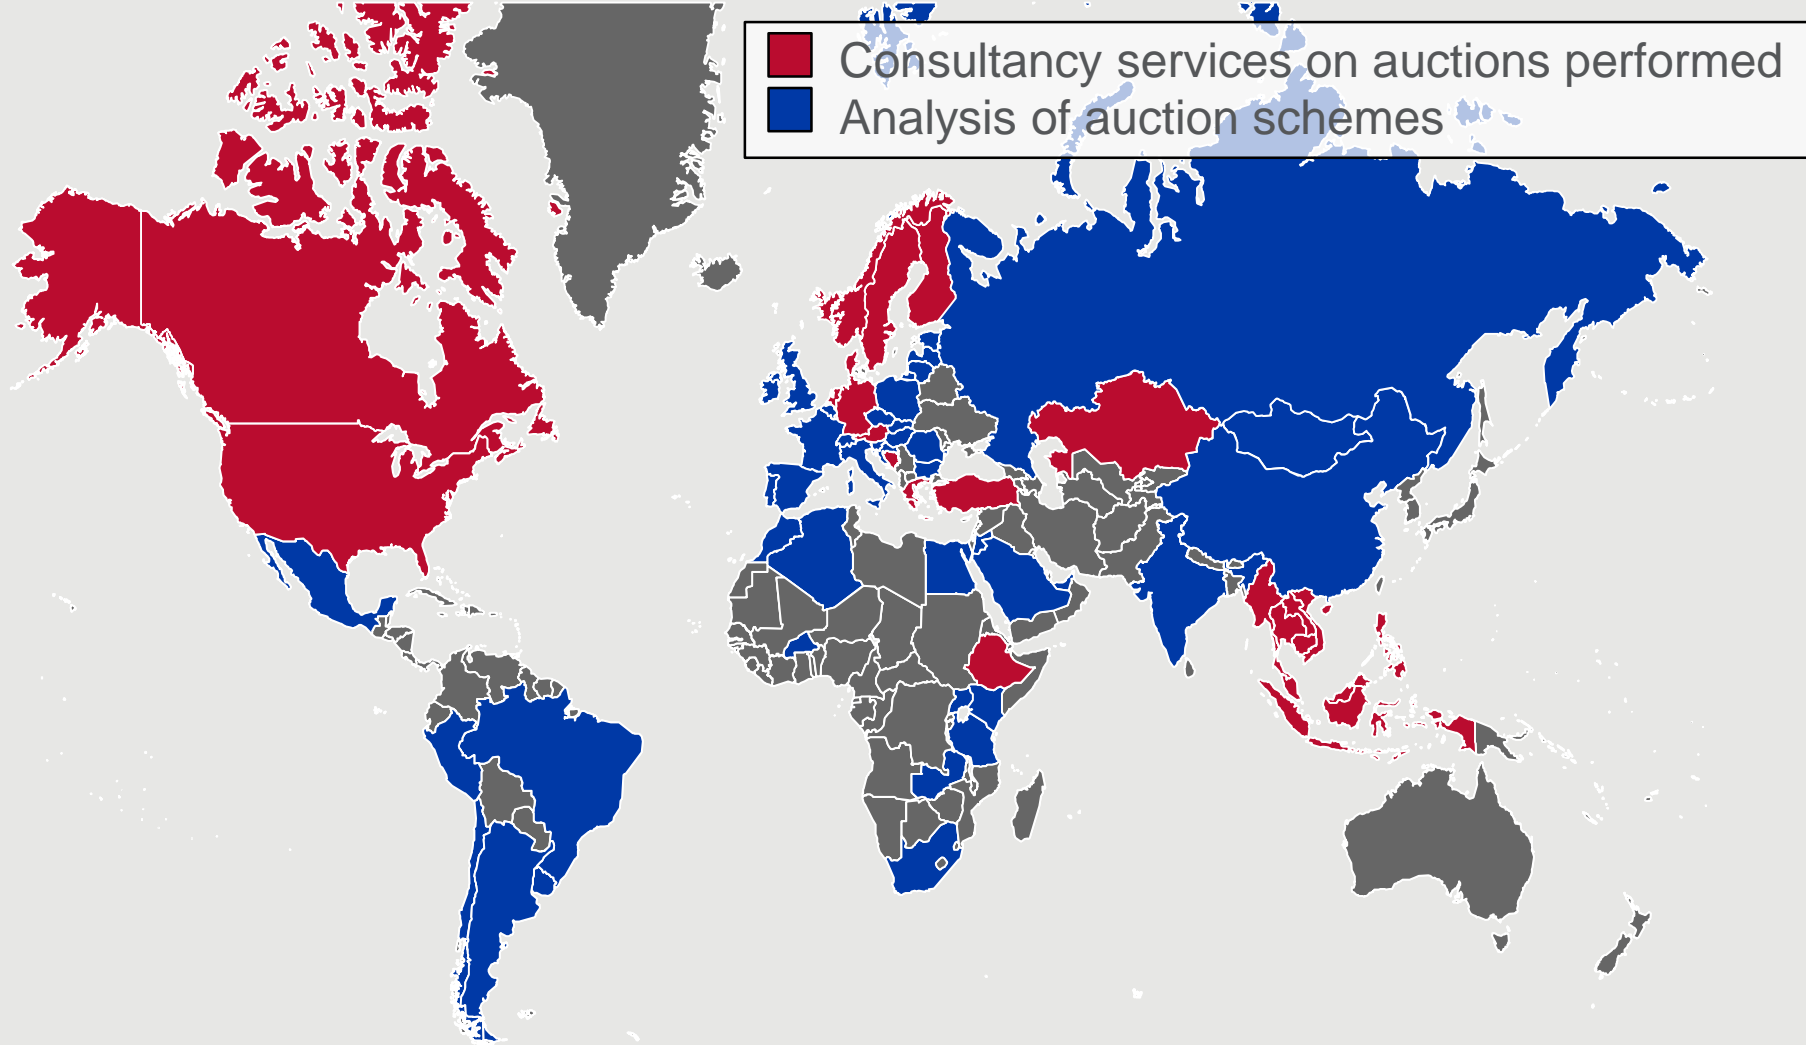 Consultancy services on auctions performed
Analysis of auction schemes